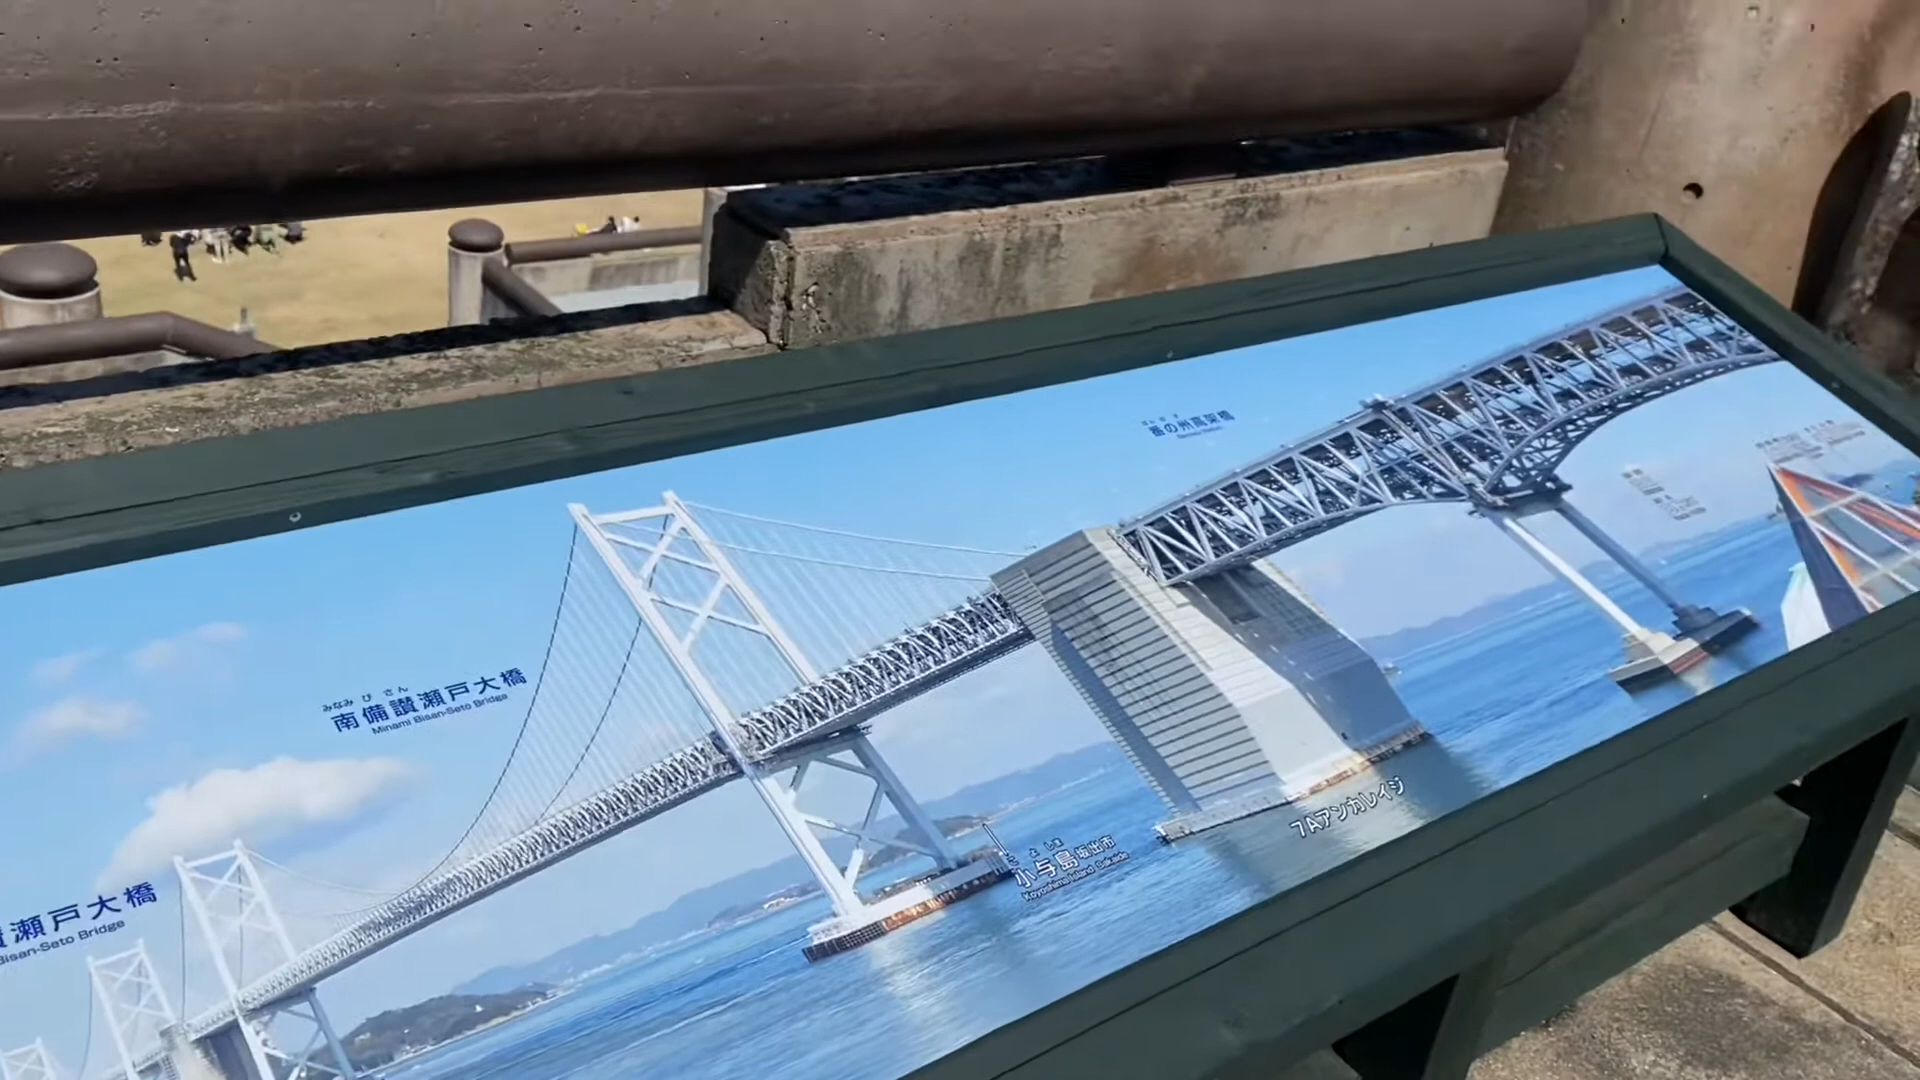 瀬戸大橋
Bisan-Seto Bridge
みなみ び さん
南備讃瀬戸大橋
Minami Bisan-Seto Bridge
番の州高架橋
こ よ しま
小与島 坂出市
Koyoshima Island Sakaide
7Aアンカレイジ